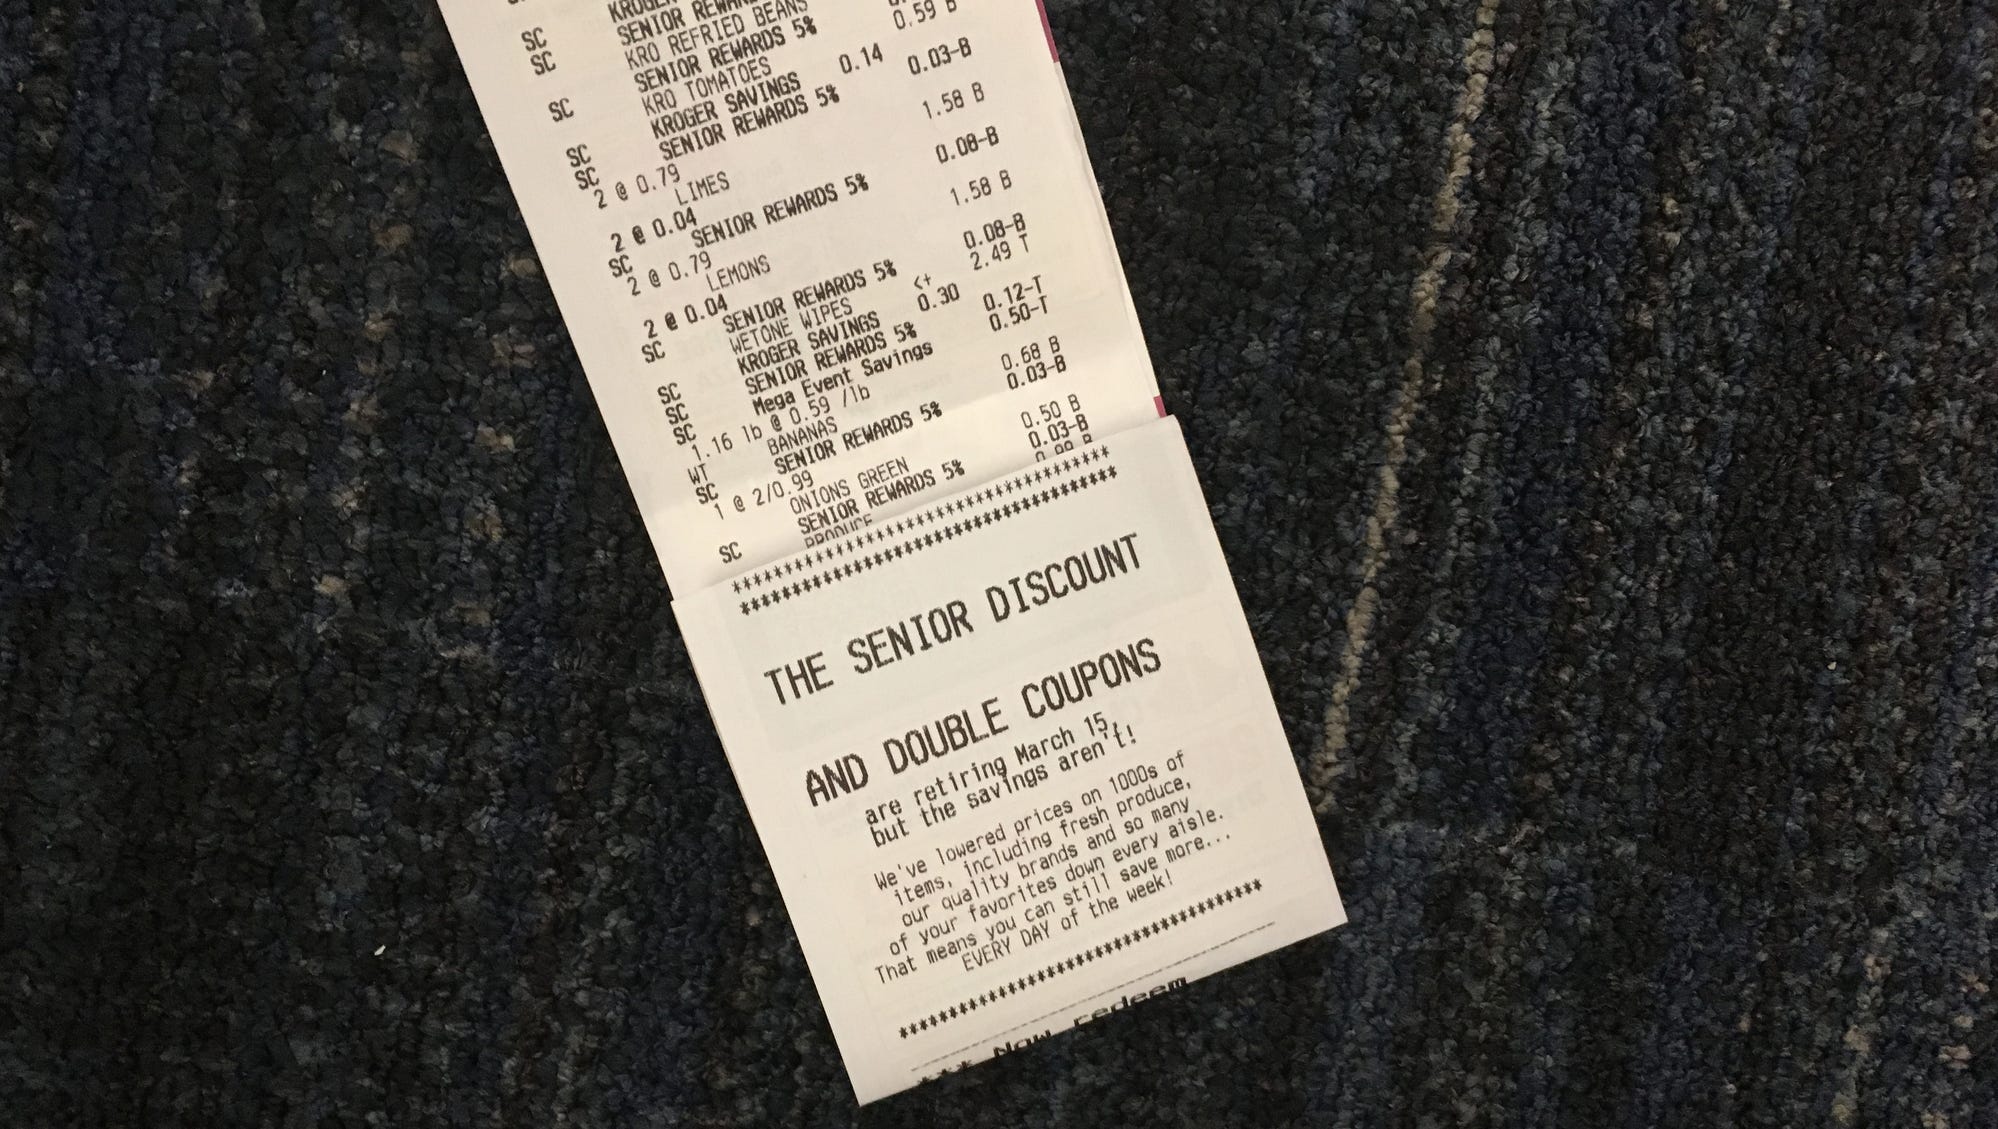 KROGER
SC SENIOR REWARDS
SC KRO REFRIED BEANS
SENIOR REWARDS 5%
SC KRO TOMATOES 0.59 B
KROGER SAVINGS 0.14
SC SENIOR REWARDS 5% 0.03-B
SC
2 @ 0.79
LIMES 1.58 B
2 @ 0.04
SC SENIOR REWARDS 5% 0.08-B
2 @ 0.79
LEMONS 1.58 B
2 @ 0.04
SC SENIOR REWARDS 5% 0.08-B
WETONE WIPES <+ 2.49 T
SC KROGER SAVINGS 0.30
SC SENIOR REWARDS 5% 0.12-T
SC Mega Event Savings 0.50-T
1.16 lb @ 0.59 /lb
WT BANANAS 0.68 B
SC SENIOR REWARDS 5% 0.03-B
1 @ 2/0.99
ONIONS GREEN 0.50 B
SC SENIOR REWARDS 5% 0.03-B
PRODUCE
************************************
************************************
THE SENIOR DISCOUNT
AND DOUBLE COUPONS
are retiring March 15,
but the savings aren't!
We've lowered prices on 1000s of
items, including fresh produce,
our quality brands and so many
of your favorites down every aisle.
That means you can still save more...
EVERY DAY of the week!
************************************
*** Now redeem